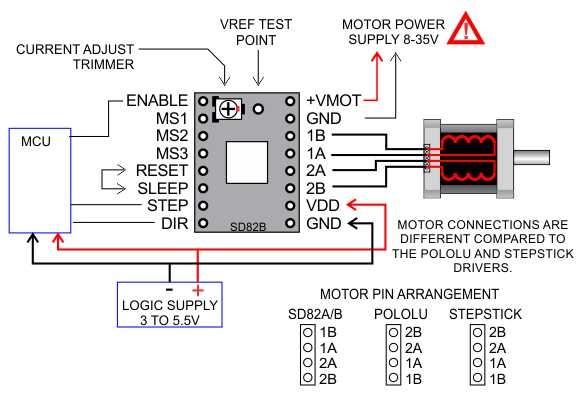 VREF TEST
POINT
MOTOR POWER
SUPPLY 8-35V
CURRENT ADJUST
TRIMMER
ENABLE
MS1
MS2
MS3
RESET
SLEEP
STEP
DIR
MCU
SD82B
+VMOT
GND
1B
1A
2A
2B
VDD
GND
MOTOR CONNECTIONS ARE
DIFFERENT COMPARED TO
THE POLOLU AND STEPSTICK
DRIVERS.
- +
LOGIC SUPPLY
3 TO 5.5V
MOTOR PIN ARRANGEMENT
SD82A/B POLOLU STEPSTICK
1B 2B 2B
1A 2A 2A
2A 1A 1A
2B 1B 1B